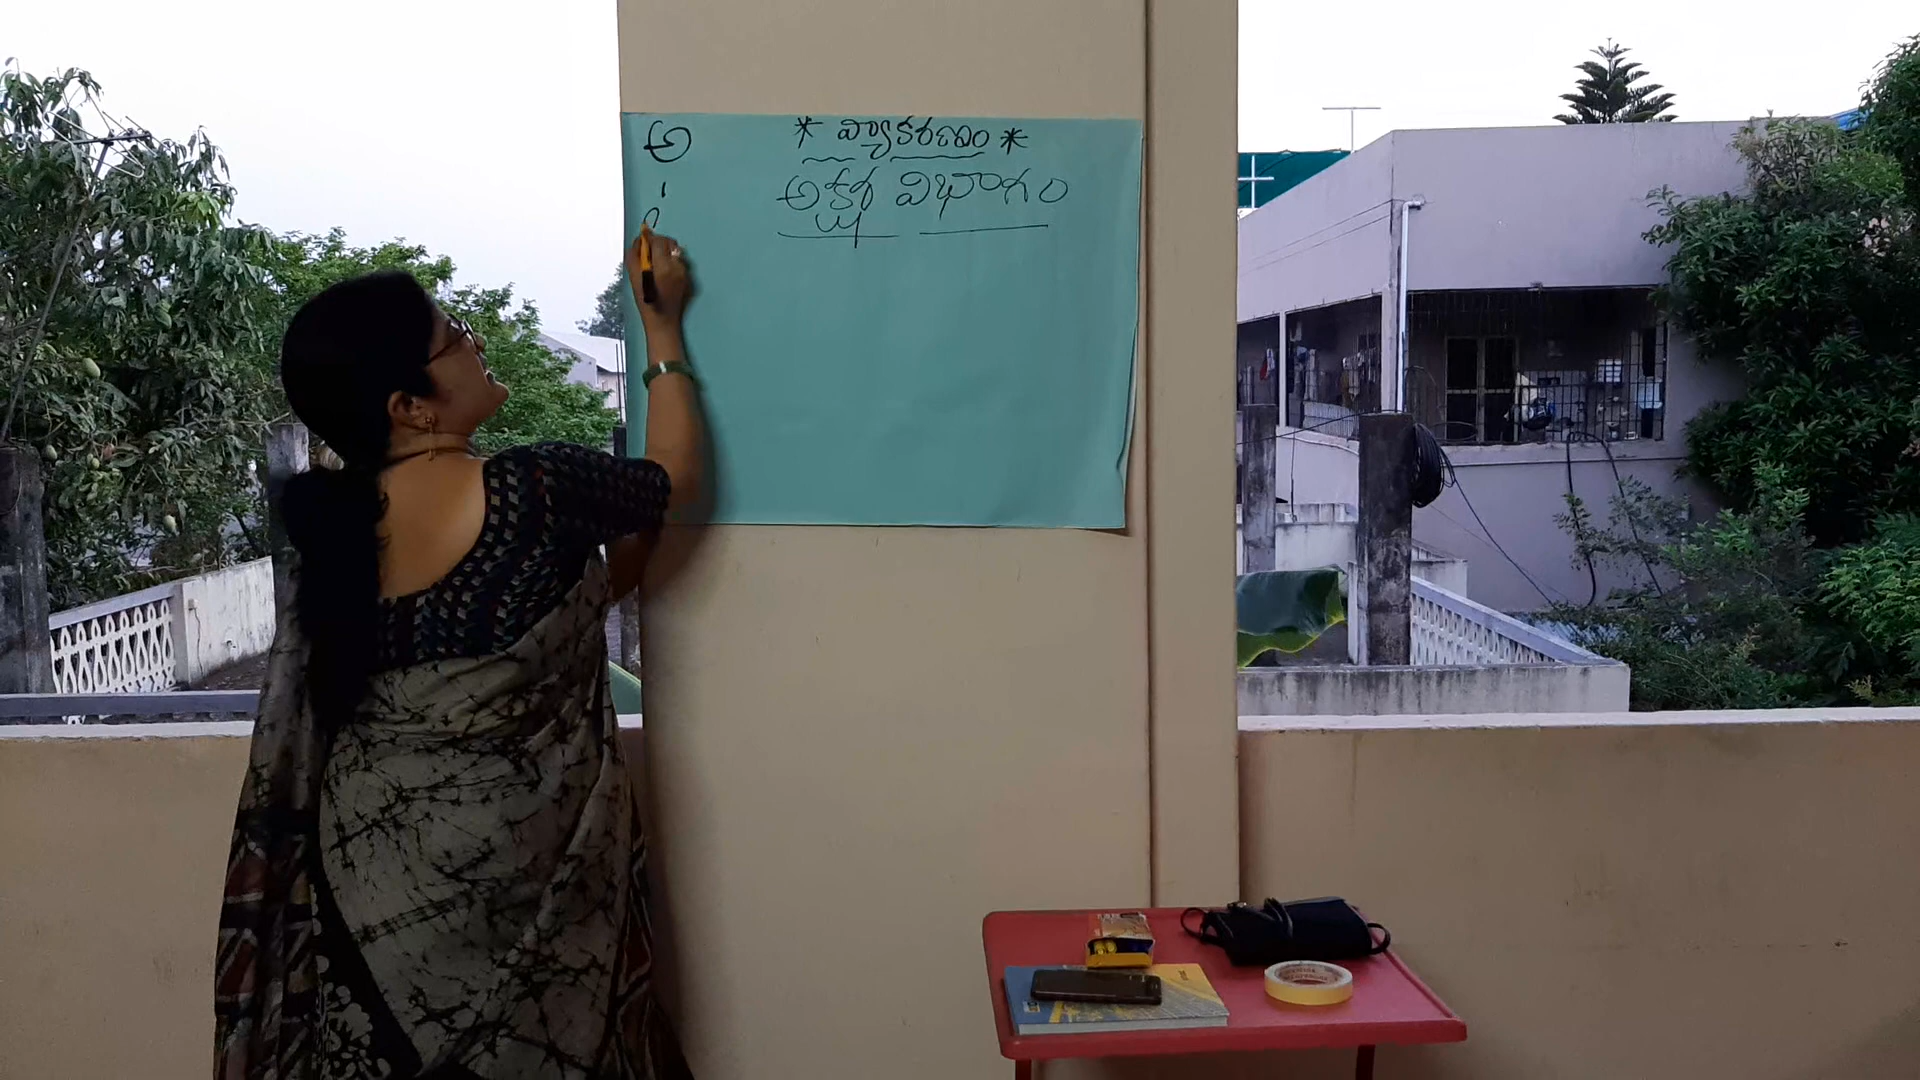 అ * వ్యాకరణం *
అక్షర విభాగం